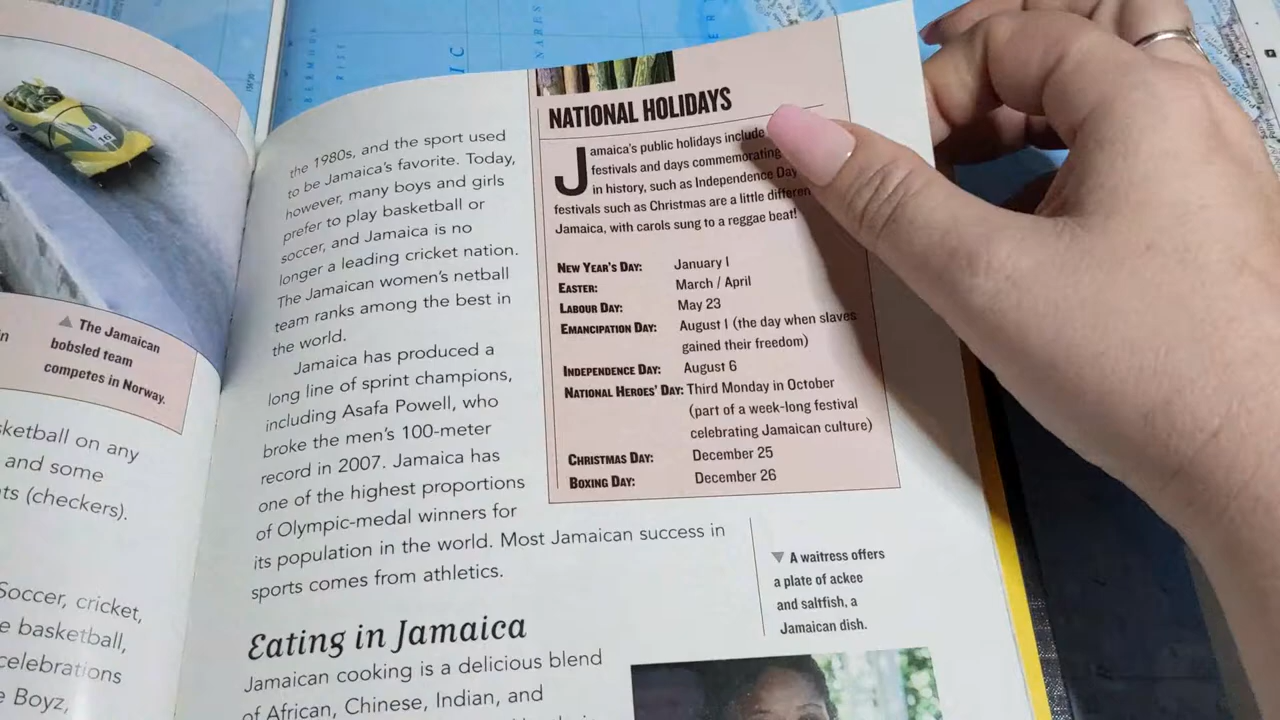 The Jamaican
bobsled team
competes in Norway.
ketball on any
and some
nts (checkers).
Soccer, cricket,
e basketball,
celebrations
e Boyz,
the 1980s, and the sport used
to be Jamaica's favorite. Today,
however, many boys and girls
prefer to play basketball or
soccer, and Jamaica is no
longer a leading cricket nation.
The Jamaican women's netball
team ranks among the best in
the world.
Jamaica has produced a
long line of sprint champions,
including Asafa Powell, who
broke the men's 100-meter
record in 2007. Jamaica has
one of the highest proportions
of Olympic-medal winners for
its population in the world. Most Jamaican success in
sports comes from athletics.
Eating in Jamaica
Jamaican cooking is a delicious blend
of African, Chinese, Indian, and
NATIONAL HOLIDAYS
Jamaica's public holidays include
festivals and days commemorating
in history, such as Independence Day
festivals such as Christmas are a little different
Jamaica, with carols sung to a reggae beat!
NEW YEAR'S DAY: January 1
EASTER: March / April
LABOUR DAY: May 23
EMANCIPATION DAY: August 1 (the day when slaves
gained their freedom)
INDEPENDENCE DAY: August 6
NATIONAL HEROES' DAY: Third Monday in October
(part of a week-long festival
celebrating Jamaican culture)
CHRISTMAS DAY: December 25
BOXING DAY: December 26
A waitress offers
a plate of ackee
and saltfish, a
Jamaican dish.